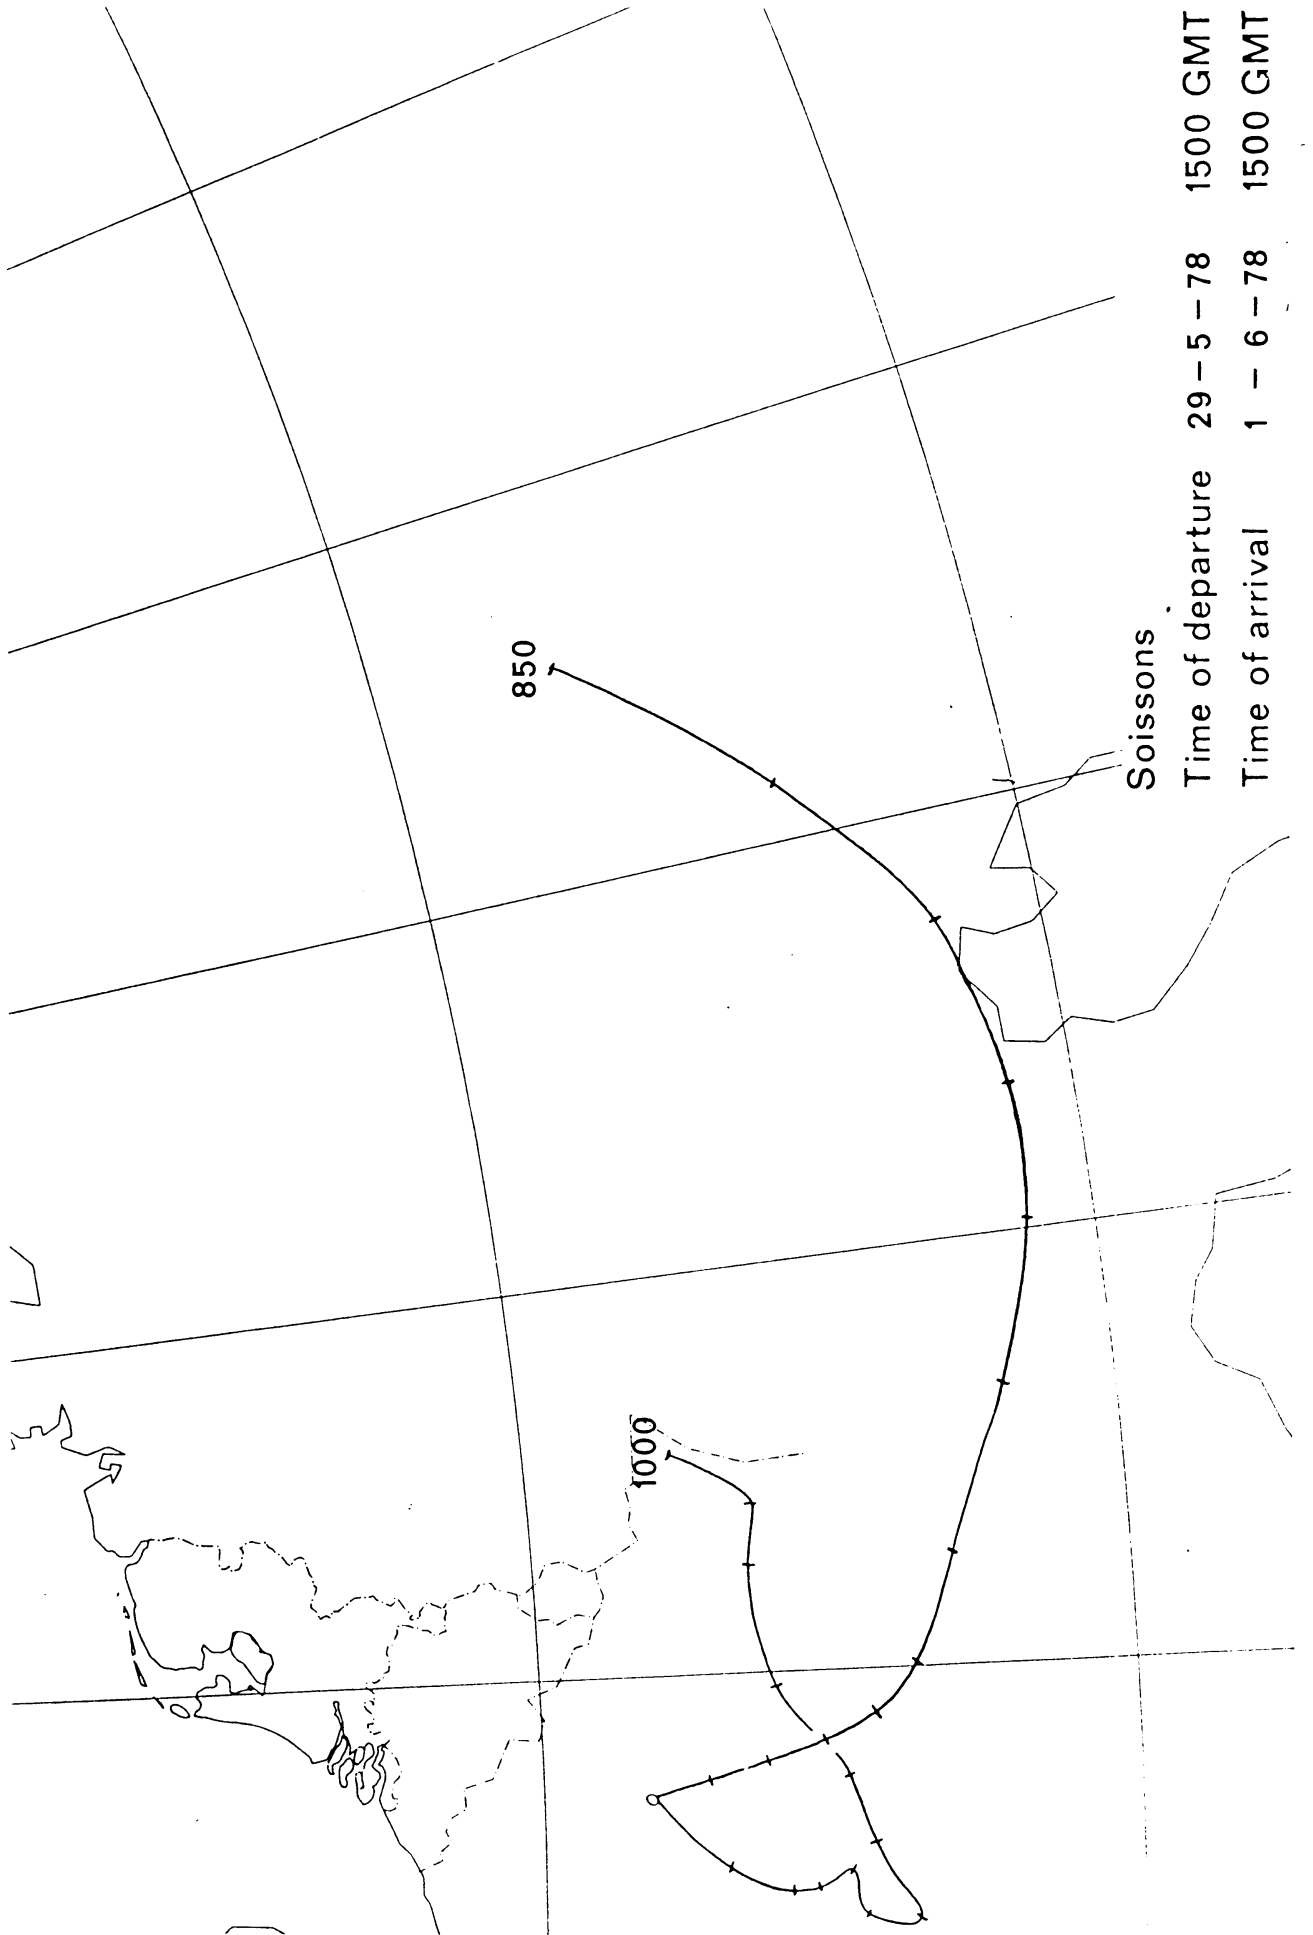 850
1000
Soissons
Time of departure 29 – 5 – 78 1500 GMT
Time of arrival 1 – 6 – 78 1500 GMT